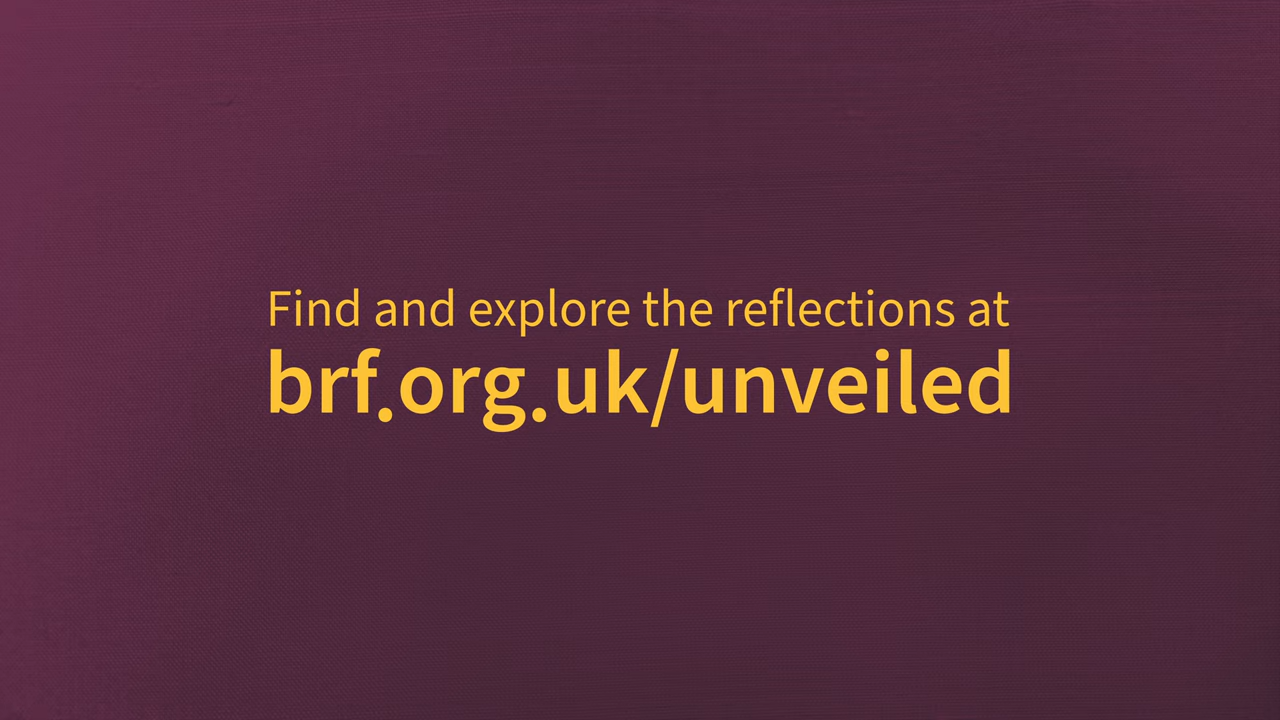 Find and explore the reflections at
brf.org.uk/unveiled